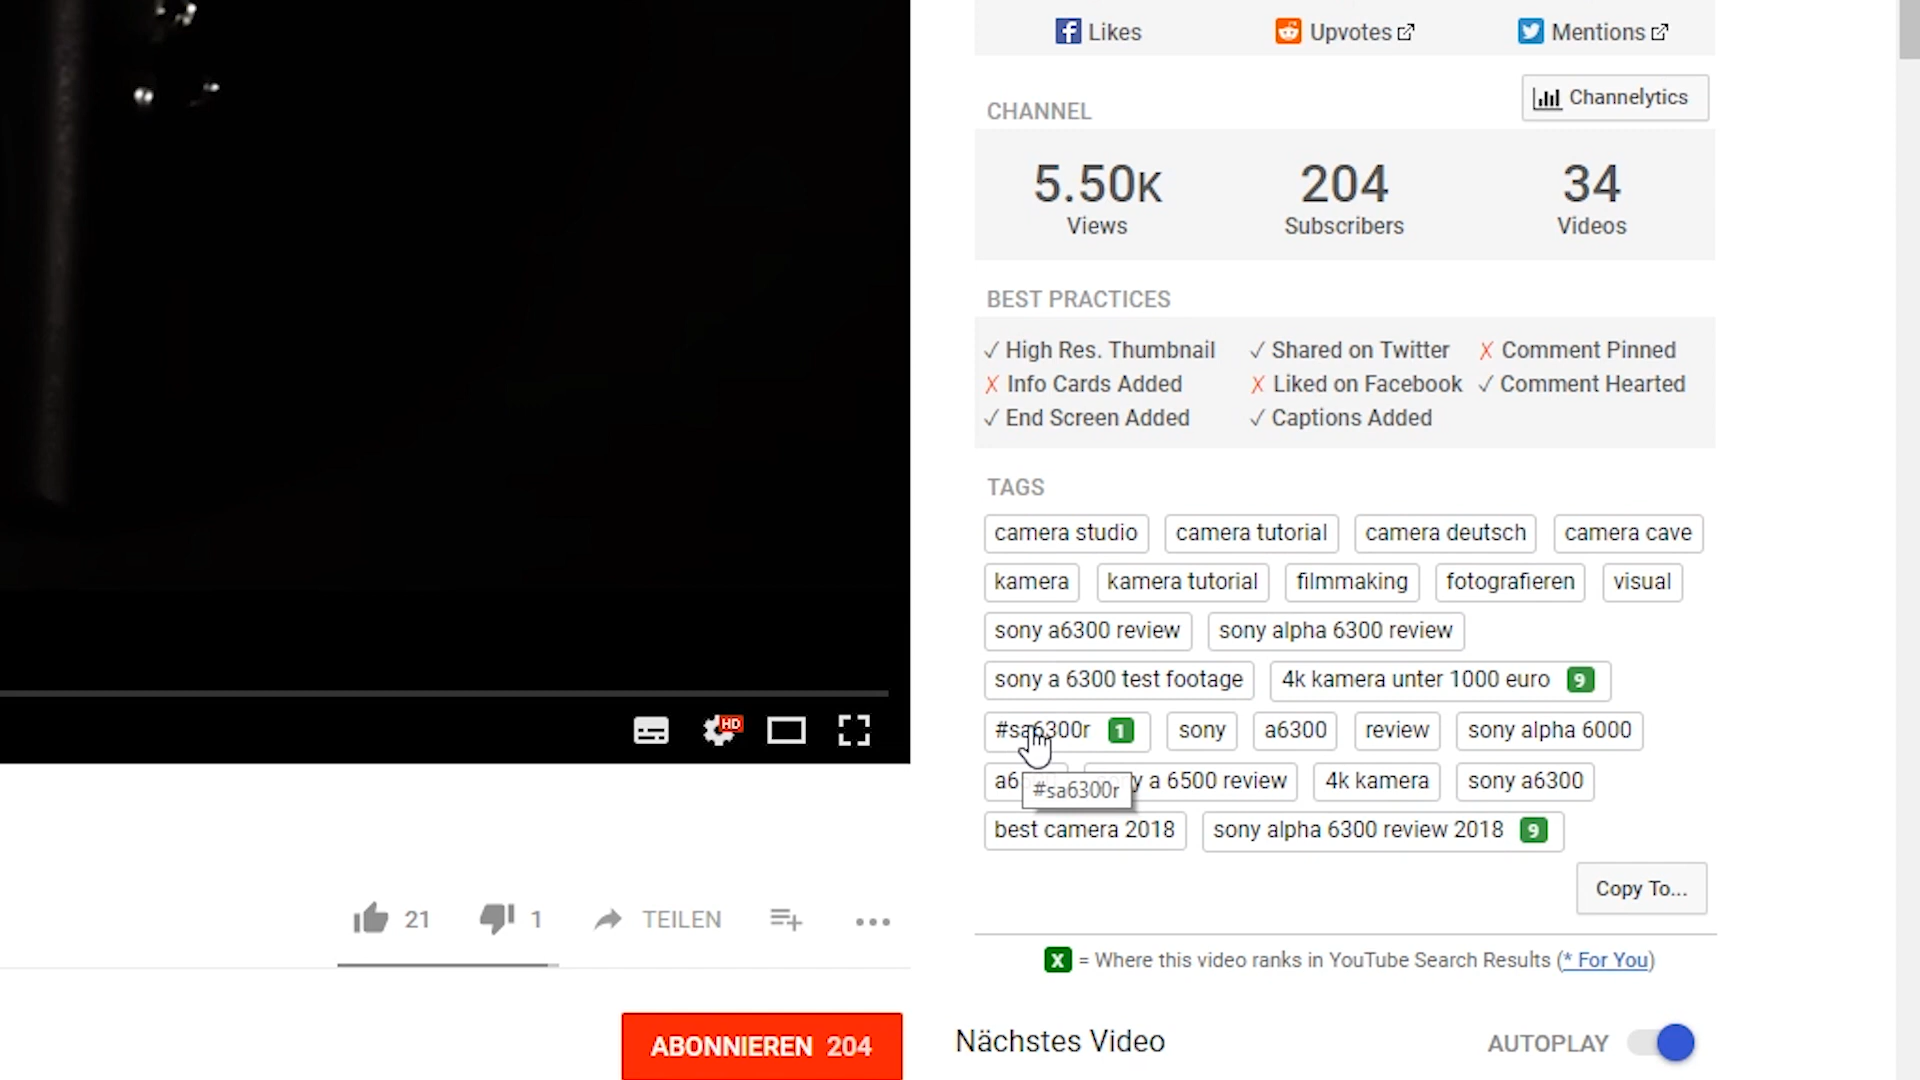 Likes Upvotes Mentions
Channelytics
CHANNEL
5.50K 204 34
Views Subscribers Videos
BEST PRACTICES
✓ High Res. Thumbnail ✓ Shared on Twitter ✗ Comment Pinned
✗ Info Cards Added ✗ Liked on Facebook ✓ Comment Hearted
✓ End Screen Added ✓ Captions Added
TAGS
camera studio camera tutorial camera deutsch camera cave
kamera kamera tutorial filmmaking fotografieren visual
sony a6300 review sony alpha 6300 review
sony a 6300 test footage 4k kamera unter 1000 euro 9
#sa6300r 1 sony a6300 review sony alpha 6000
a 6500 review 4k kamera sony a6300
#sa6300r
best camera 2018 sony alpha 6300 review 2018 9
Copy To...
X = Where this video ranks in YouTube Search Results (* For You)
HD
21 1 TEILEN
ABONNIEREN 204
Nächstes Video AUTOPLAY